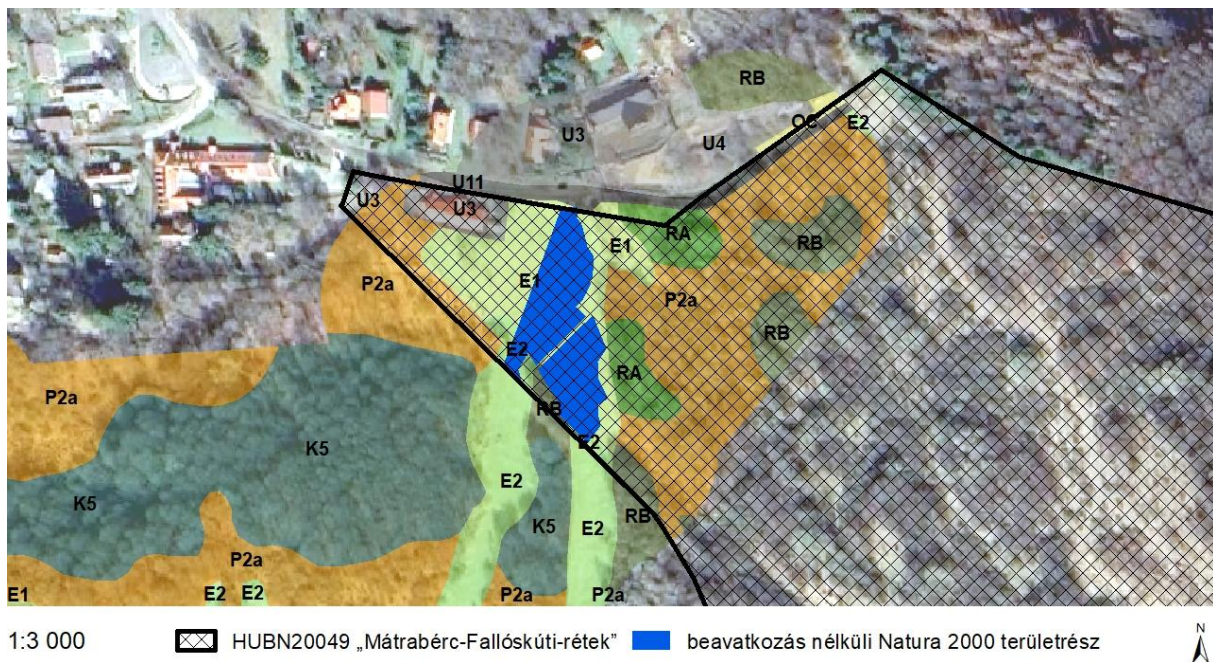 RB
OC
E2
U3
U4
U11
U3
U3
RA
E1
RB
P2a
E1
P2a
RB
E2
RA
P2a
RB
K5
E2
E2
K5
K5
E2
RB
P2a
E1
E2
E2
P2a
P2a
1:3 000
HUBN20049 „Mátrabérc-Fallóskúti-rétek”
beavatkozás nélküli Natura 2000 területrész
N